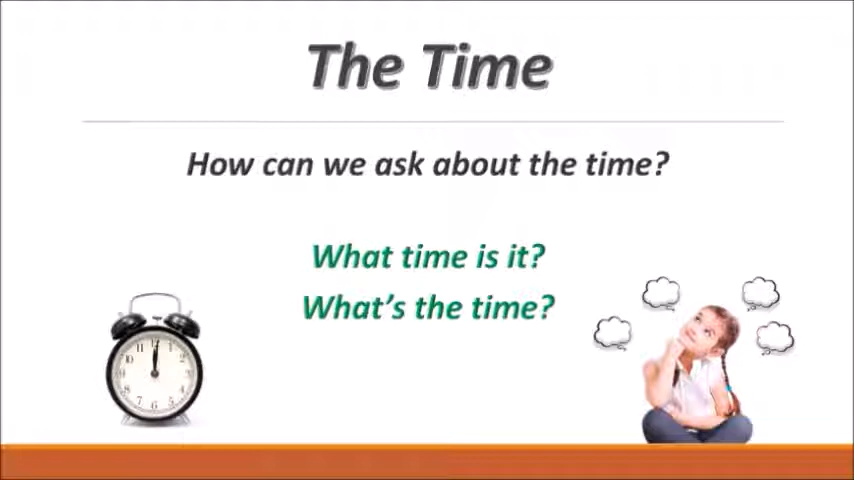 The Time
How can we ask about the time?
What time is it?
What's the time?